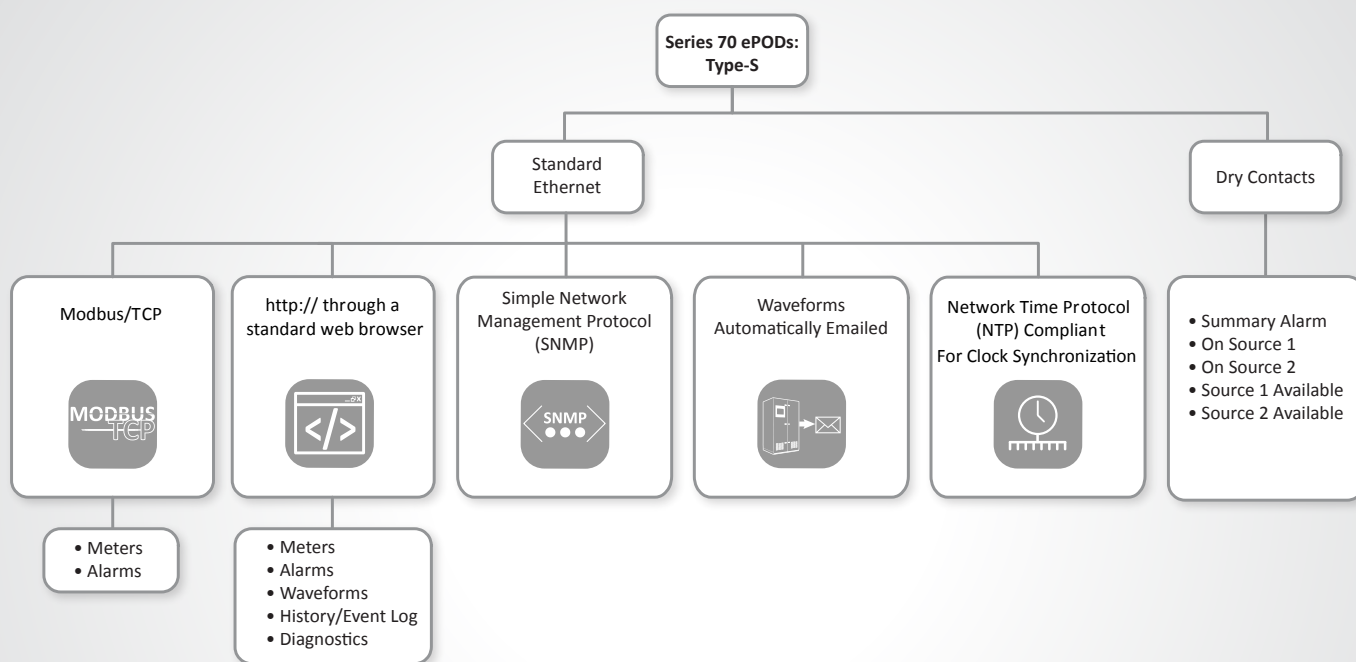 Series 70 ePODs:
Type-S
Standard
Ethernet
Dry Contacts
Modbus/TCP
MODBUS
TCP
http:// through a
standard web browser
</>
Simple Network
Management Protocol
(SNMP)
SNMP
Waveforms
Automatically Emailed
Network Time Protocol
(NTP) Compliant
For Clock Synchronization
• Summary Alarm
• On Source 1
• On Source 2
• Source 1 Available
• Source 2 Available
• Meters
• Alarms
• Meters
• Alarms
• Waveforms
• History/Event Log
• Diagnostics